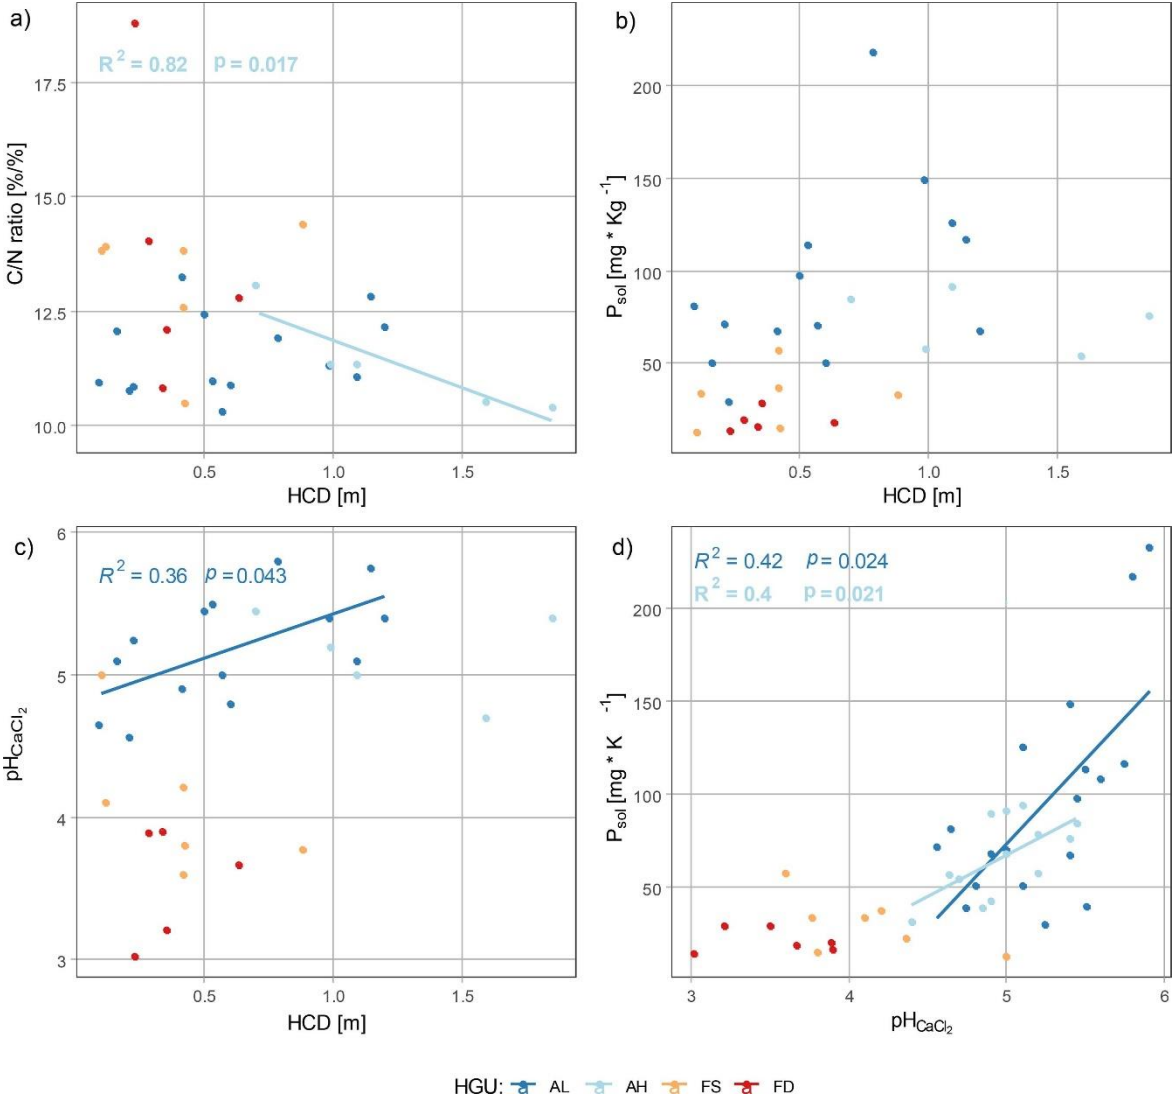 a)
R² = 0.82 p = 0.017
C/N ratio [%/%]
17.5
15.0
12.5
10.0
0.5 1.0 1.5
HCD [m]
b)
Psol [mg * Kg⁻¹]
200
150
100
50
0.5 1.0 1.5
HCD [m]
c)
R² = 0.36 p = 0.043
pHCaCl₂
6
5
4
3
0.5 1.0 1.5
HCD [m]
d)
R² = 0.42 p = 0.024
R² = 0.4 p = 0.021
Psol [mg * K ⁻¹]
200
150
100
50
3 4 5 6
pHCaCl₂
HGU: a AL a AH a FS a FD